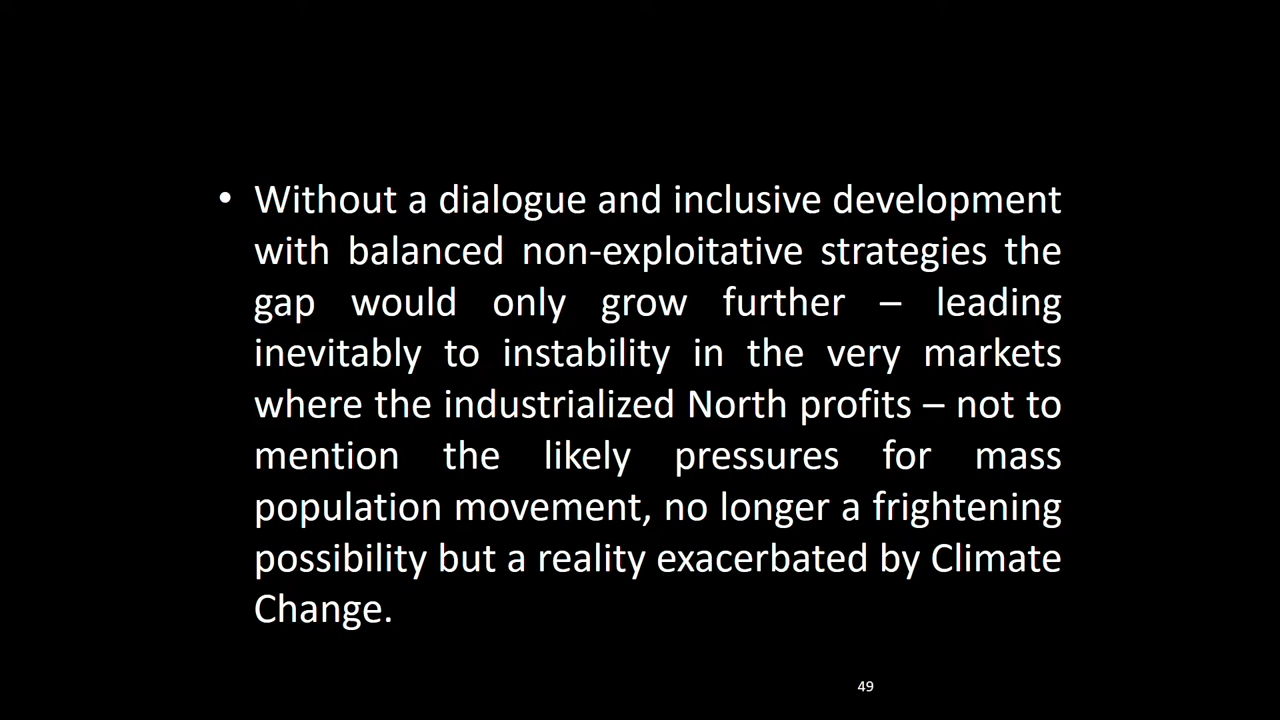 • Without a dialogue and inclusive development
with balanced non-exploitative strategies the
gap would only grow further – leading
inevitably to instability in the very markets
where the industrialized North profits – not to
mention the likely pressures for mass
population movement, no longer a frightening
possibility but a reality exacerbated by Climate
Change.
49